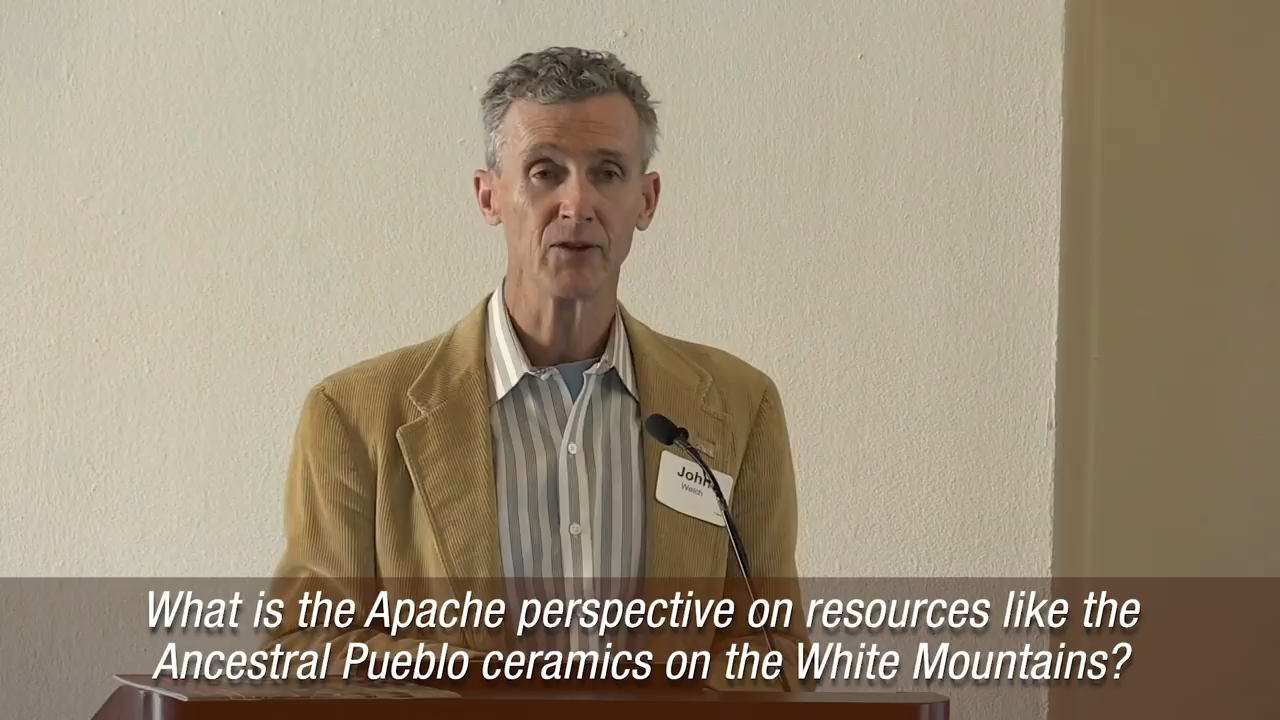 John
Welch
What is the Apache perspective on resources like the
Ancestral Pueblo ceramics on the White Mountains?